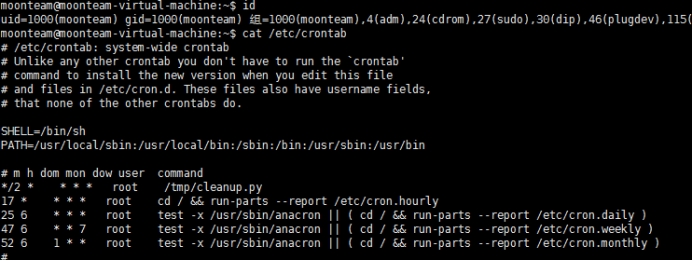 moonteam@moonteam-virtual-machine:~$ id
uid=1000(moonteam) gid=1000(moonteam) 组=1000(moonteam),4(adm),24(cdrom),27(sudo),30(dip),46(plugdev),115(
moonteam@moonteam-virtual-machine:~$ cat /etc/crontab
# /etc/crontab: system-wide crontab
# Unlike any other crontab you don't have to run the `crontab'
# command to install the new version when you edit this file
# and files in /etc/cron.d. These files also have username fields,
# that none of the other crontabs do.
SHELL=/bin/sh
PATH=/usr/local/sbin:/usr/local/bin:/sbin:/bin:/usr/sbin:/usr/bin
# m h dom mon dow user  command
*/2 *    * * *   root    /tmp/cleanup.py
17 *    * * *   root    cd / && run-parts --report /etc/cron.hourly
25 6    * * *   root    test -x /usr/sbin/anacron || ( cd / && run-parts --report /etc/cron.daily )
47 6    * * 7   root    test -x /usr/sbin/anacron || ( cd / && run-parts --report /etc/cron.weekly )
52 6    1 * *   root    test -x /usr/sbin/anacron || ( cd / && run-parts --report /etc/cron.monthly )
#